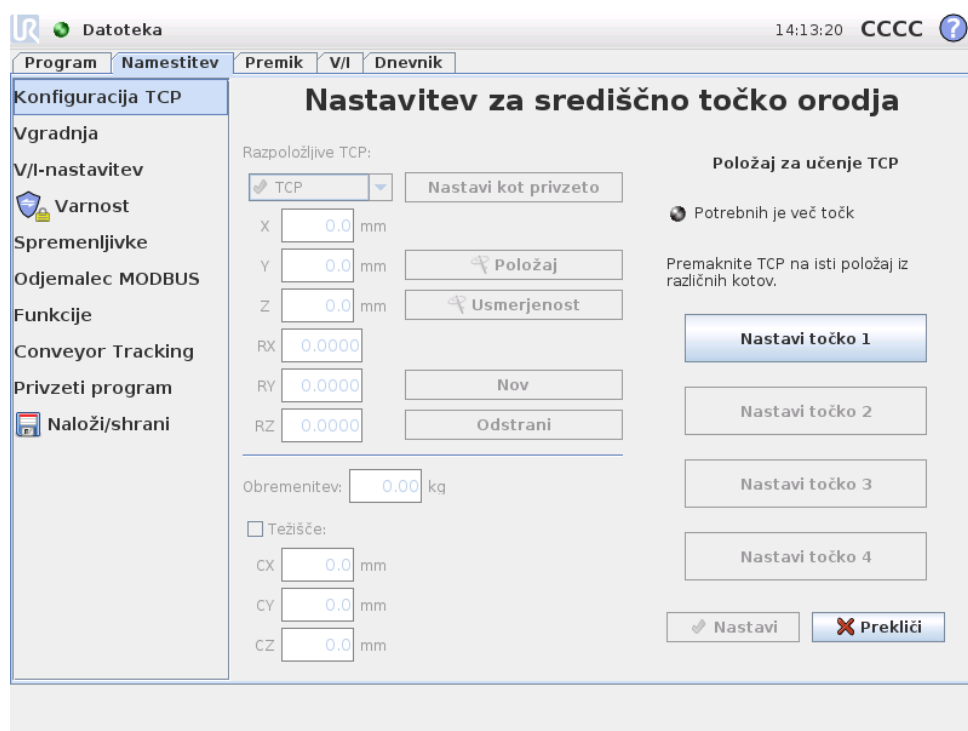 UR Datoteka 14:13:20 CCCC ?
Program Namestitev Premik V/I Dnevnik
Konfiguracija TCP
Vgradnja
V/I-nastavitev
Varnost
Spremenljivke
Odjemalec MODBUS
Funkcije
Conveyor Tracking
Privzeti program
Naloži/shrani
Nastavitev za središčno točko orodja
Razpoložljive TCP:
TCP Nastavi kot privzeto
X 0.0 mm
Y 0.0 mm Položaj
Z 0.0 mm Usmerjenost
RX 0.0000
RY 0.0000 Nov
RZ 0.0000 Odstrani
Obremenitev: 0.00 kg
Težišče:
CX 0.0 mm
CY 0.0 mm
CZ 0.0 mm
Položaj za učenje TCP
Potrebnih je več točk
Premaknite TCP na isti položaj iz
različnih kotov.
Nastavi točko 1
Nastavi točko 2
Nastavi točko 3
Nastavi točko 4
Nastavi Prekliči